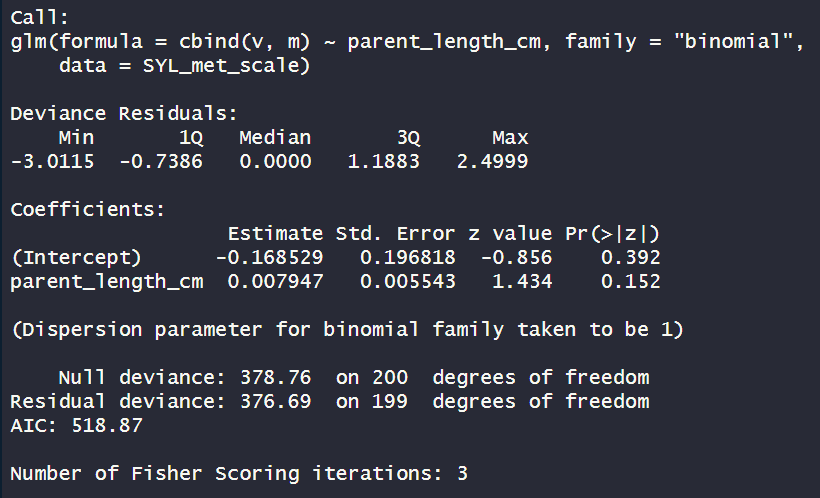 Call:
glm(formula = cbind(v, m) ~ parent_length_cm, family = "binomial",
    data = SYL_met_scale)

Deviance Residuals:
    Min       1Q   Median       3Q      Max
-3.0115  -0.7386   0.0000   1.1883   2.4999

Coefficients:
                  Estimate Std. Error z value Pr(>|z|)
(Intercept)      -0.168529   0.196818  -0.856    0.392
parent_length_cm  0.007947   0.005543   1.434    0.152

(Dispersion parameter for binomial family taken to be 1)

    Null deviance: 378.76  on 200  degrees of freedom
Residual deviance: 376.69  on 199  degrees of freedom
AIC: 518.87

Number of Fisher Scoring iterations: 3